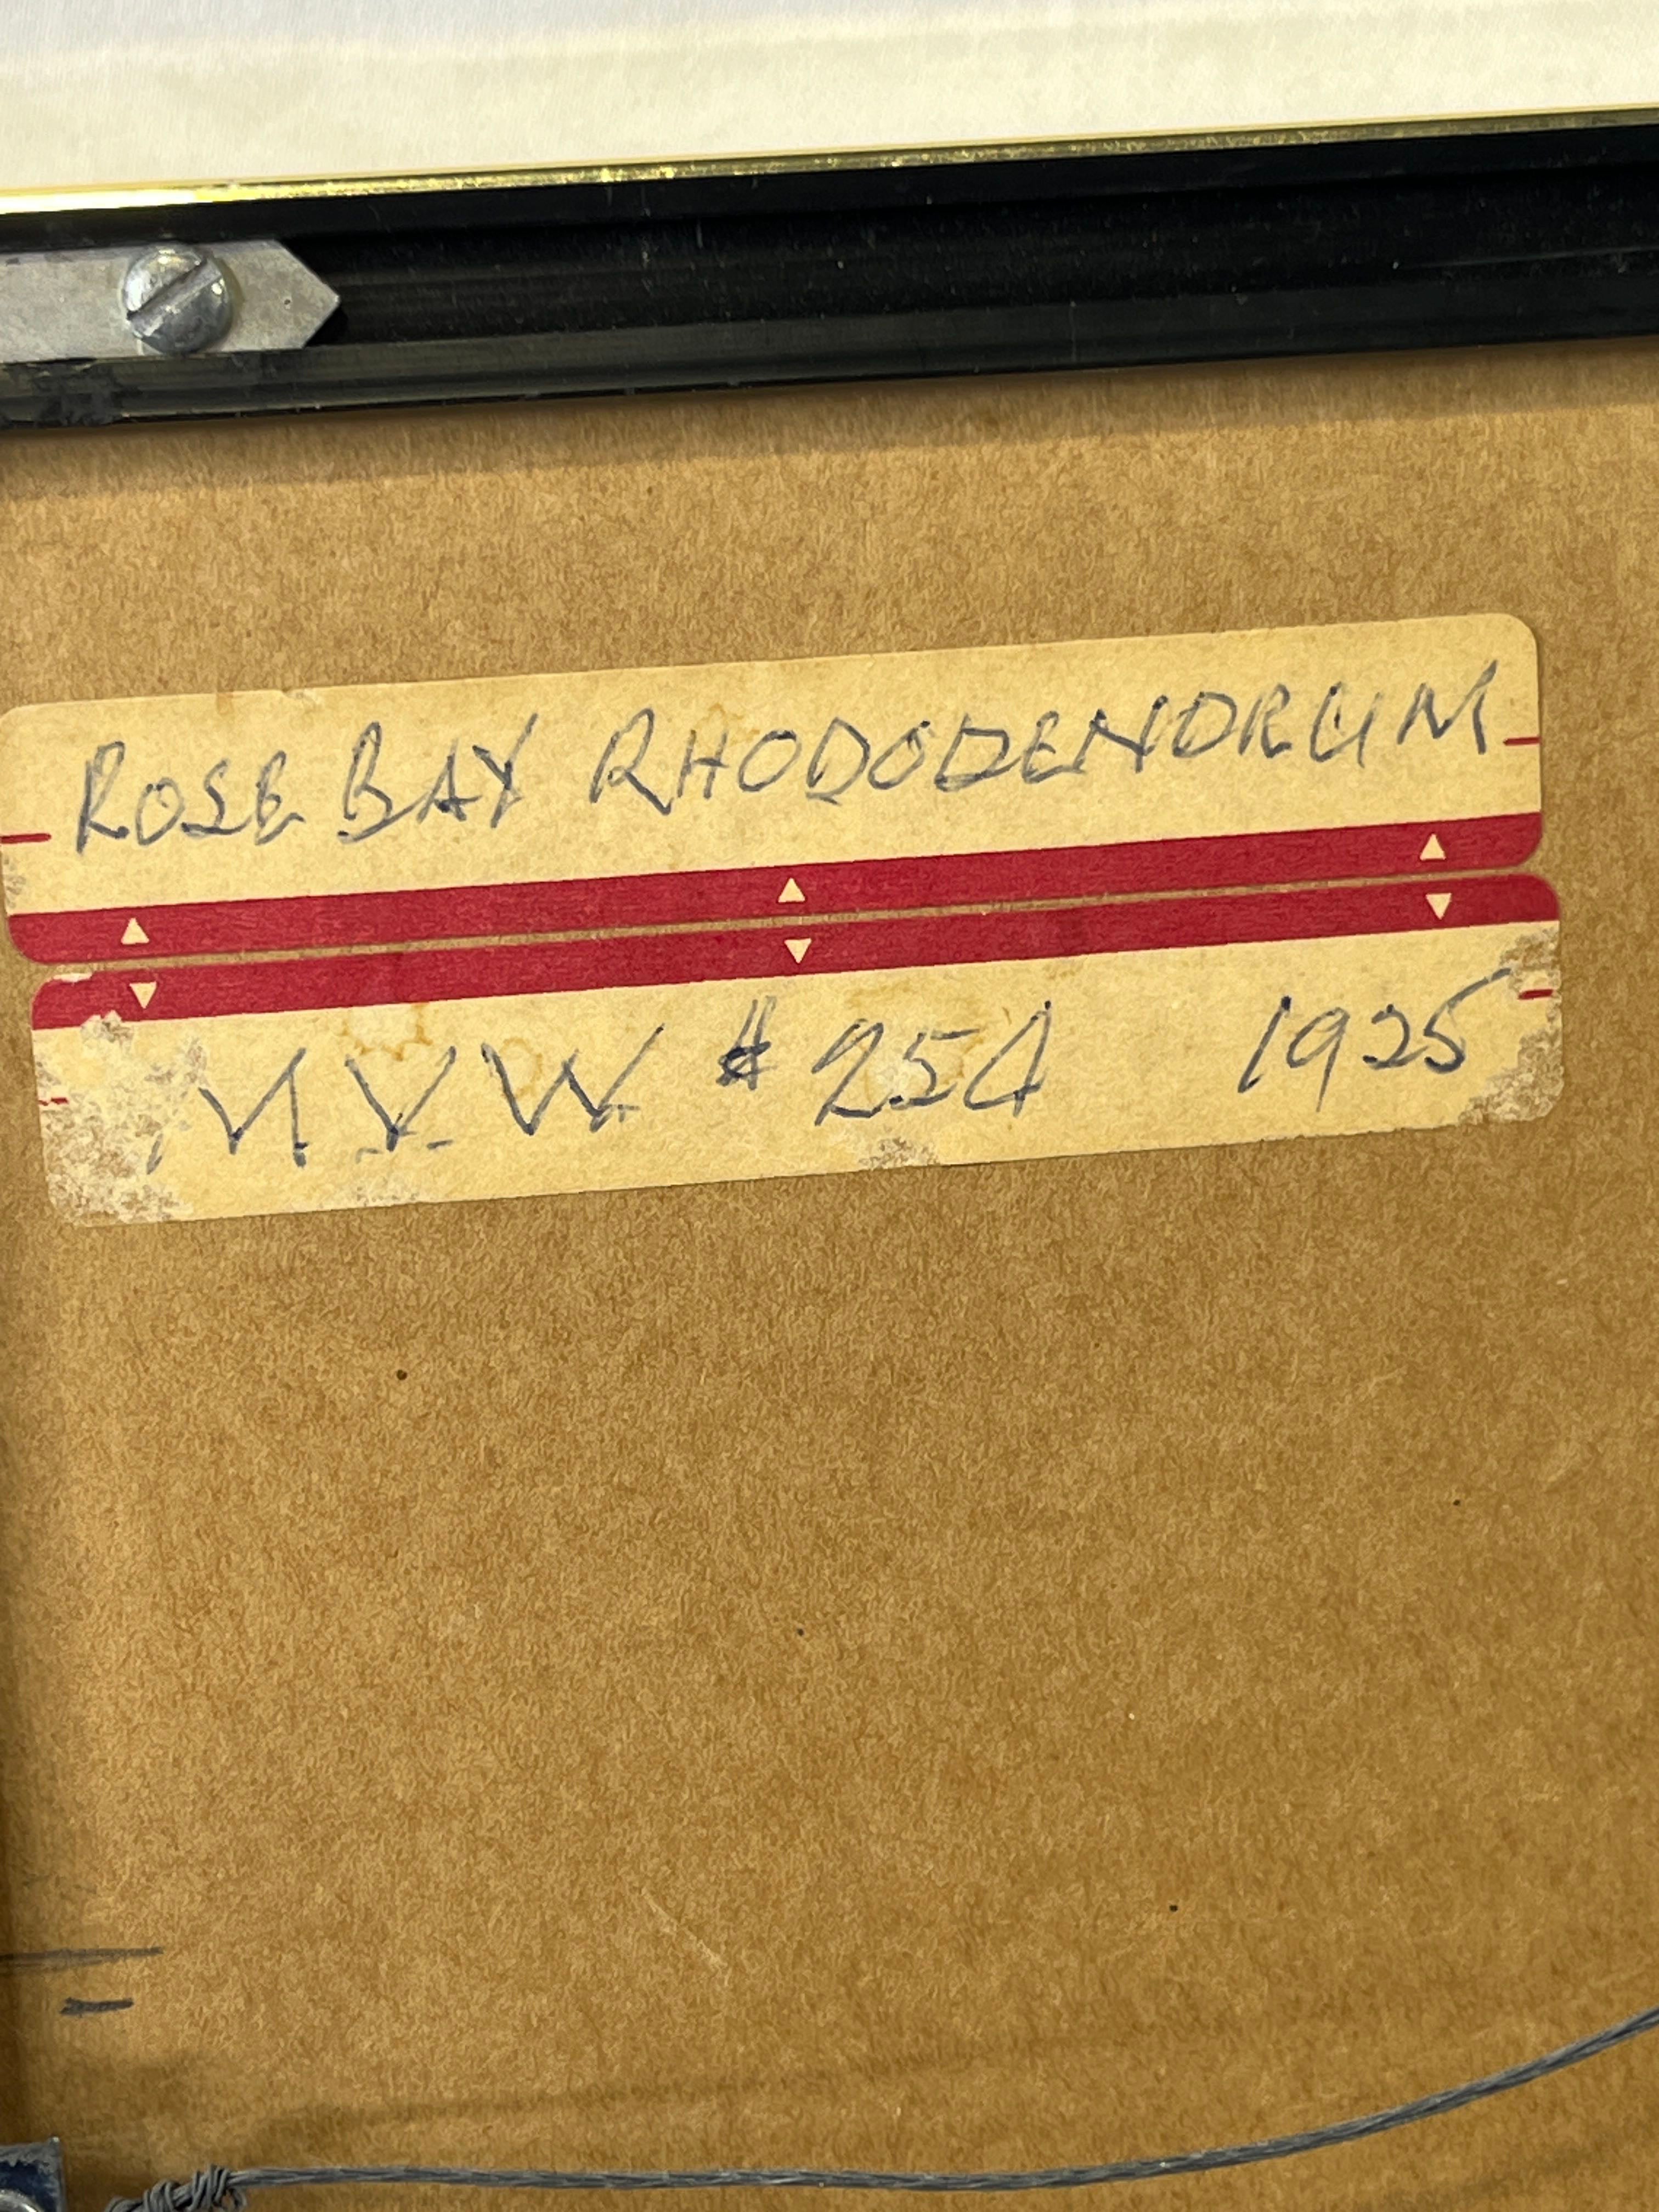 ROSE BAY RHODODENDRUM
M.V.W # 254 1925